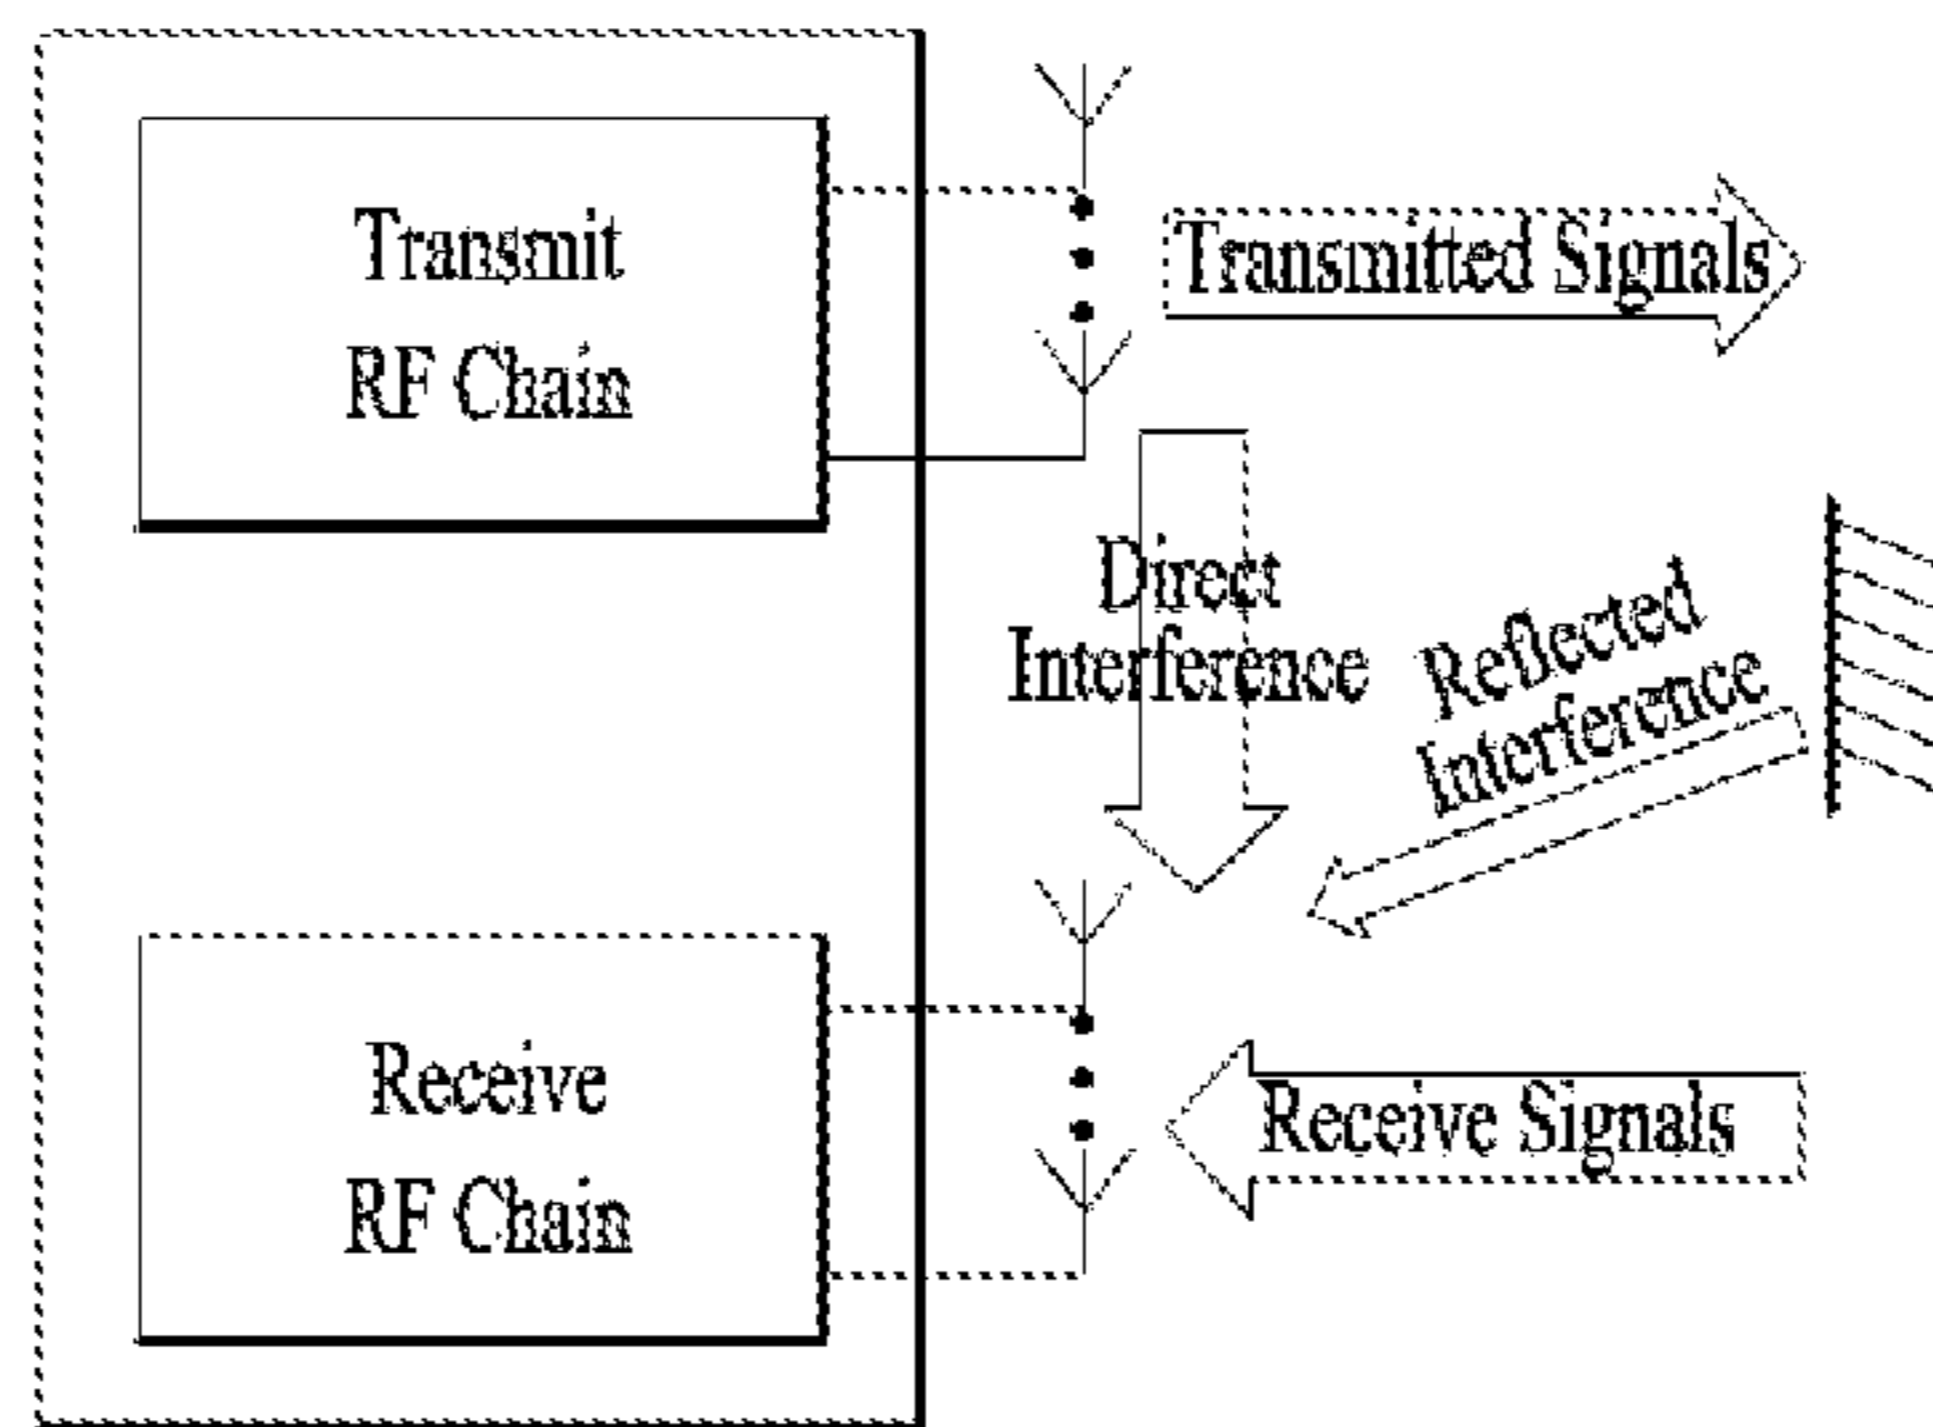 Transmit
RF Chain
Transmitted Signals
Direct
Interference
Reflected
Interference
Receive
RF Chain
Receive Signals